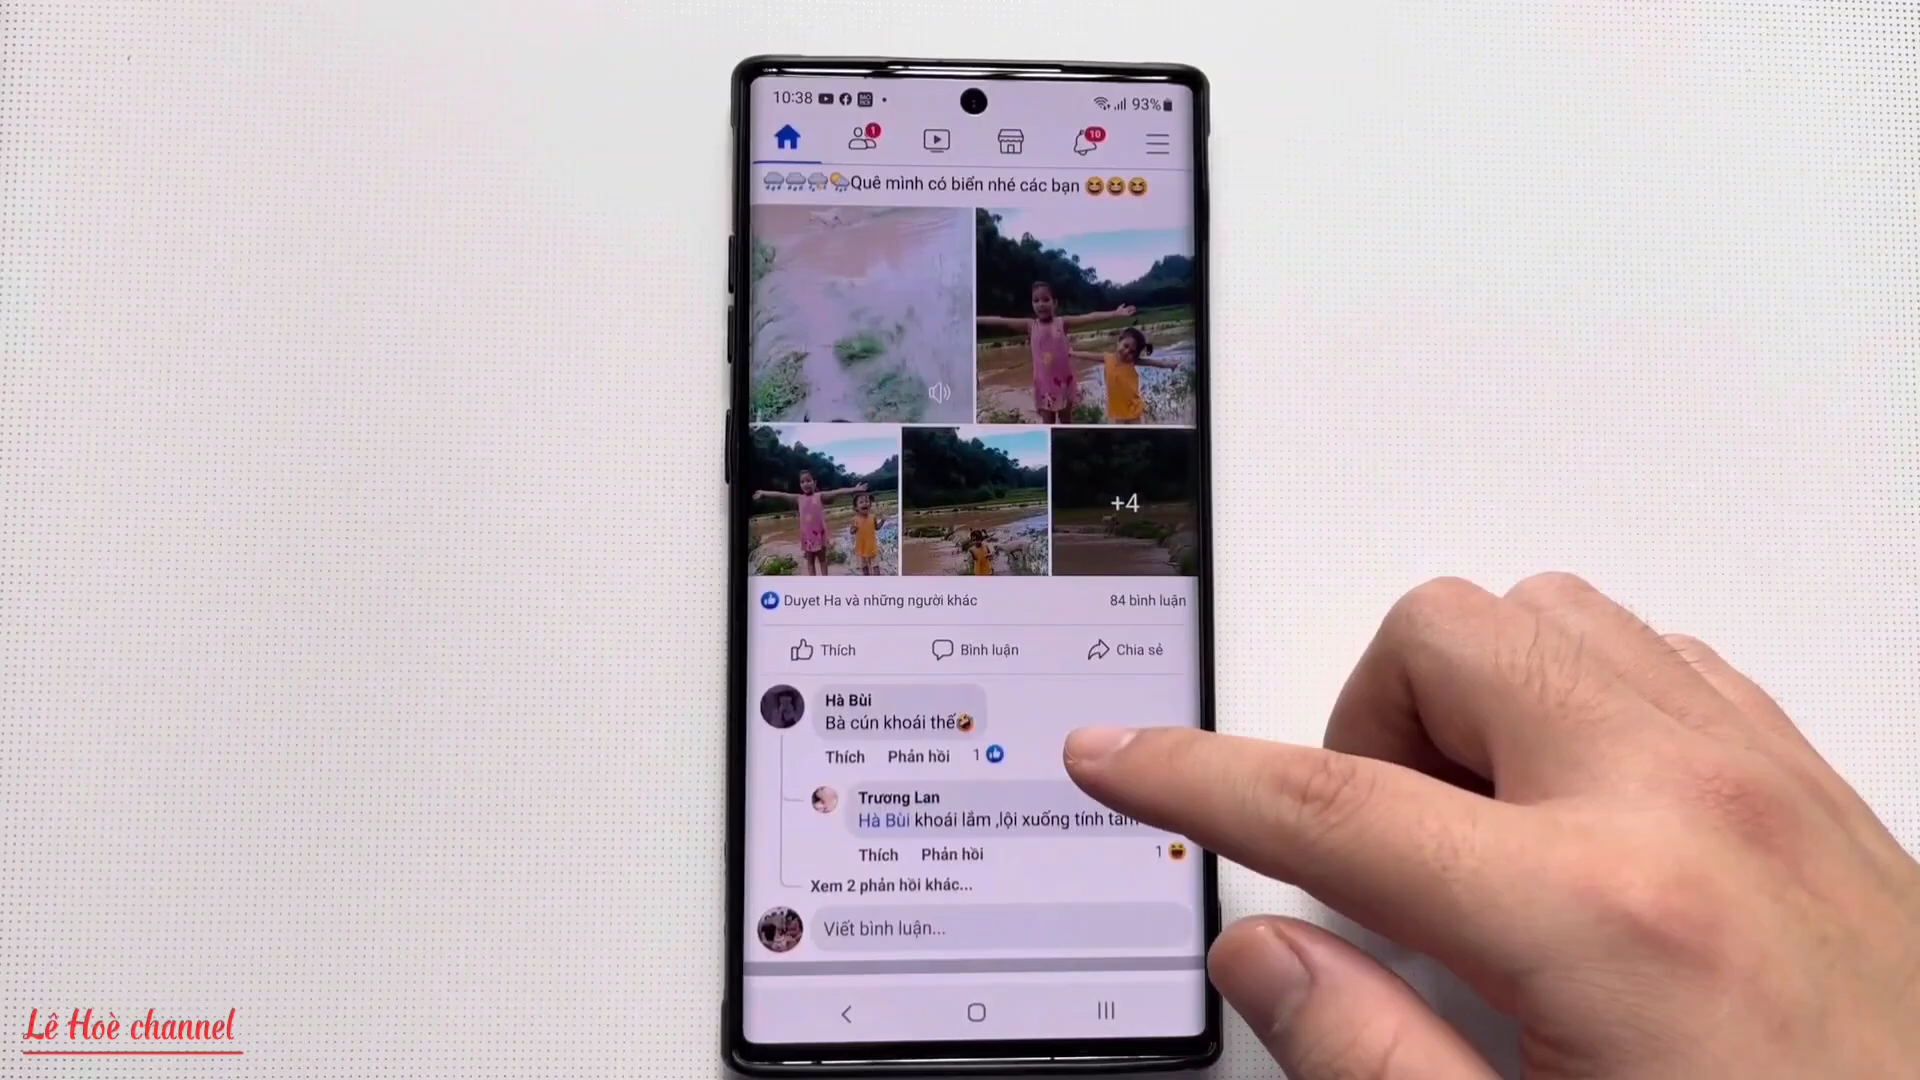 10:38
93%
1
10
Quê mình có biển nhé các bạn
+4
Duyet Ha và những người khác
84 bình luận
Thích
Bình luận
Chia sẻ
Hà Bùi
Bà cún khoái thế
Thích Phản hồi 1
Trương Lan
Hà Bùi khoái lắm ,lội xuống tính tắm
Thích Phản hồi 1
Xem 2 phản hồi khác...
Viết bình luận...
Lê Hoè channel